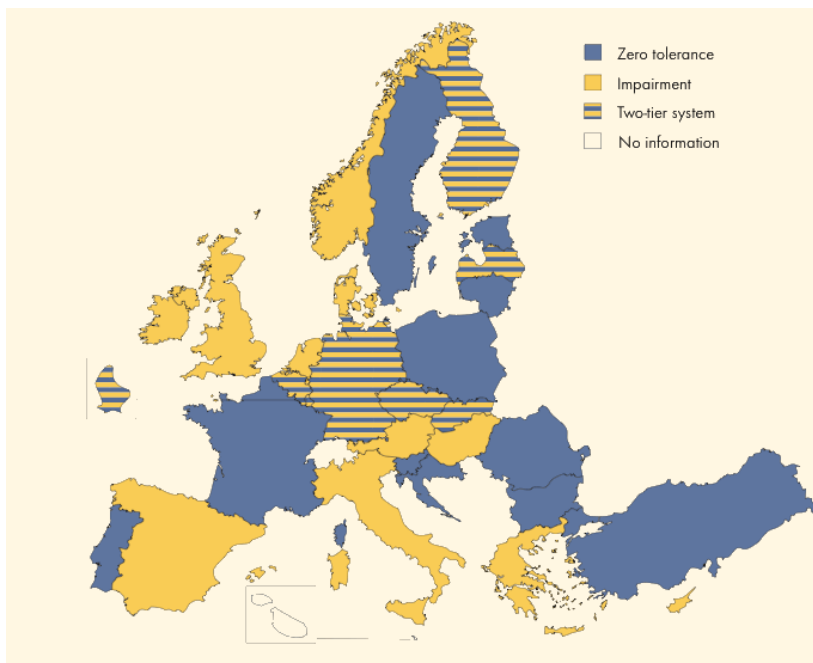 Zero tolerance
Impairment
Two-tier system
No information